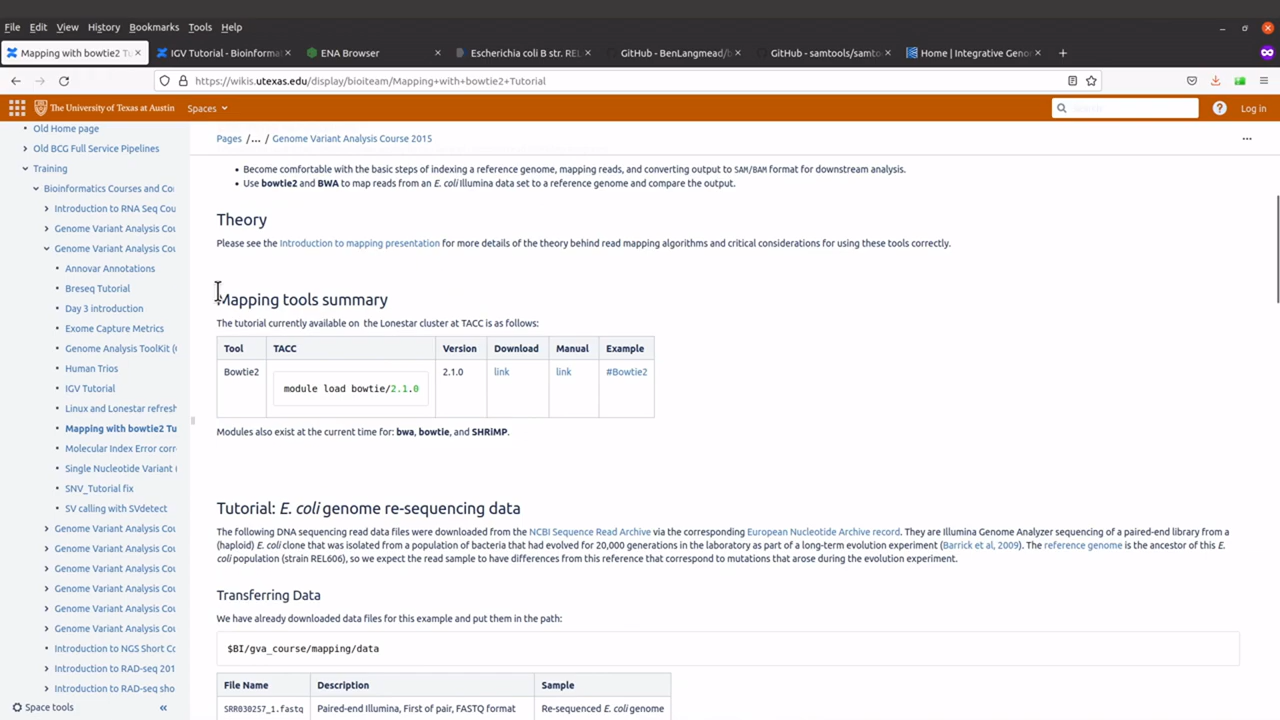 File Edit View History Bookmarks Tools Help
Mapping with bowtie2 Tu
IGV Tutorial - Bioinforma
ENA Browser
Escherichia coli B str. REL
GitHub - BenLangmead/b
GitHub - samtools/samto
Home | Integrative Geno
https://wikis.utexas.edu/display/bioiteam/Mapping+with+bowtie2+Tutorial
The University of Texas at Austin
Spaces
Log in
Old Home page
Old BCG Full Service Pipelines
Training
Bioinformatics Courses and Co
Introduction to RNA Seq Cou
Genome Variant Analysis Cou
Genome Variant Analysis Cou
Annovar Annotations
Breseq Tutorial
Day 3 introduction
Exome Capture Metrics
Genome Analysis ToolKit (
Human Trios
IGV Tutorial
Linux and Lonestar refresh
Mapping with bowtie2 Tu
Molecular Index Error corr
Single Nucleotide Variant
SNV_Tutorial fix
SV calling with SVdetect
Genome Variant Analysis Cou
Genome Variant Analysis Cou
Genome Variant Analysis Cou
Genome Variant Analysis Cou
Genome Variant Analysis Cou
Genome Variant Analysis Cou
Introduction to NGS Short Co
Introduction to RAD-seq 201
Introduction to RAD-seq sho
Space tools
Pages /... / Genome Variant Analysis Course 2015
• Become comfortable with the basic steps of indexing a reference genome, mapping reads, and converting output to SAM/BAM format for downstream analysis.
• Use bowtie2 and BWA to map reads from an E. coli Illumina data set to a reference genome and compare the output.
Theory
Please see the Introduction to mapping presentation for more details of the theory behind read mapping algorithms and critical considerations for using these tools correctly.
Mapping tools summary
The tutorial currently available on the Lonestar cluster at TACC is as follows:
Tool TACC Version Download Manual Example
Bowtie2 module load bowtie/2.1.0 2.1.0 link link #Bowtie2
Modules also exist at the current time for: bwa, bowtie, and SHRiMP.
Tutorial: E. coli genome re-sequencing data
The following DNA sequencing read data files were downloaded from the NCBI Sequence Read Archive via the corresponding European Nucleotide Archive record. They are Illumina Genome Analyzer sequencing of a paired-end library from a
(haploid) E. coli clone that was isolated from a population of bacteria that had evolved for 20,000 generations in the laboratory as part of a long-term evolution experiment (Barrick et al, 2009). The reference genome is the ancestor of this E.
coli population (strain REL606), so we expect the read sample to have differences from this reference that correspond to mutations that arose during the evolution experiment.
Transferring Data
We have already downloaded data files for this example and put them in the path:
$BI/gva_course/mapping/data
File Name Description Sample
SRR030257_1.fastq Paired-end Illumina, First of pair, FASTQ format Re-sequenced E. coli genome